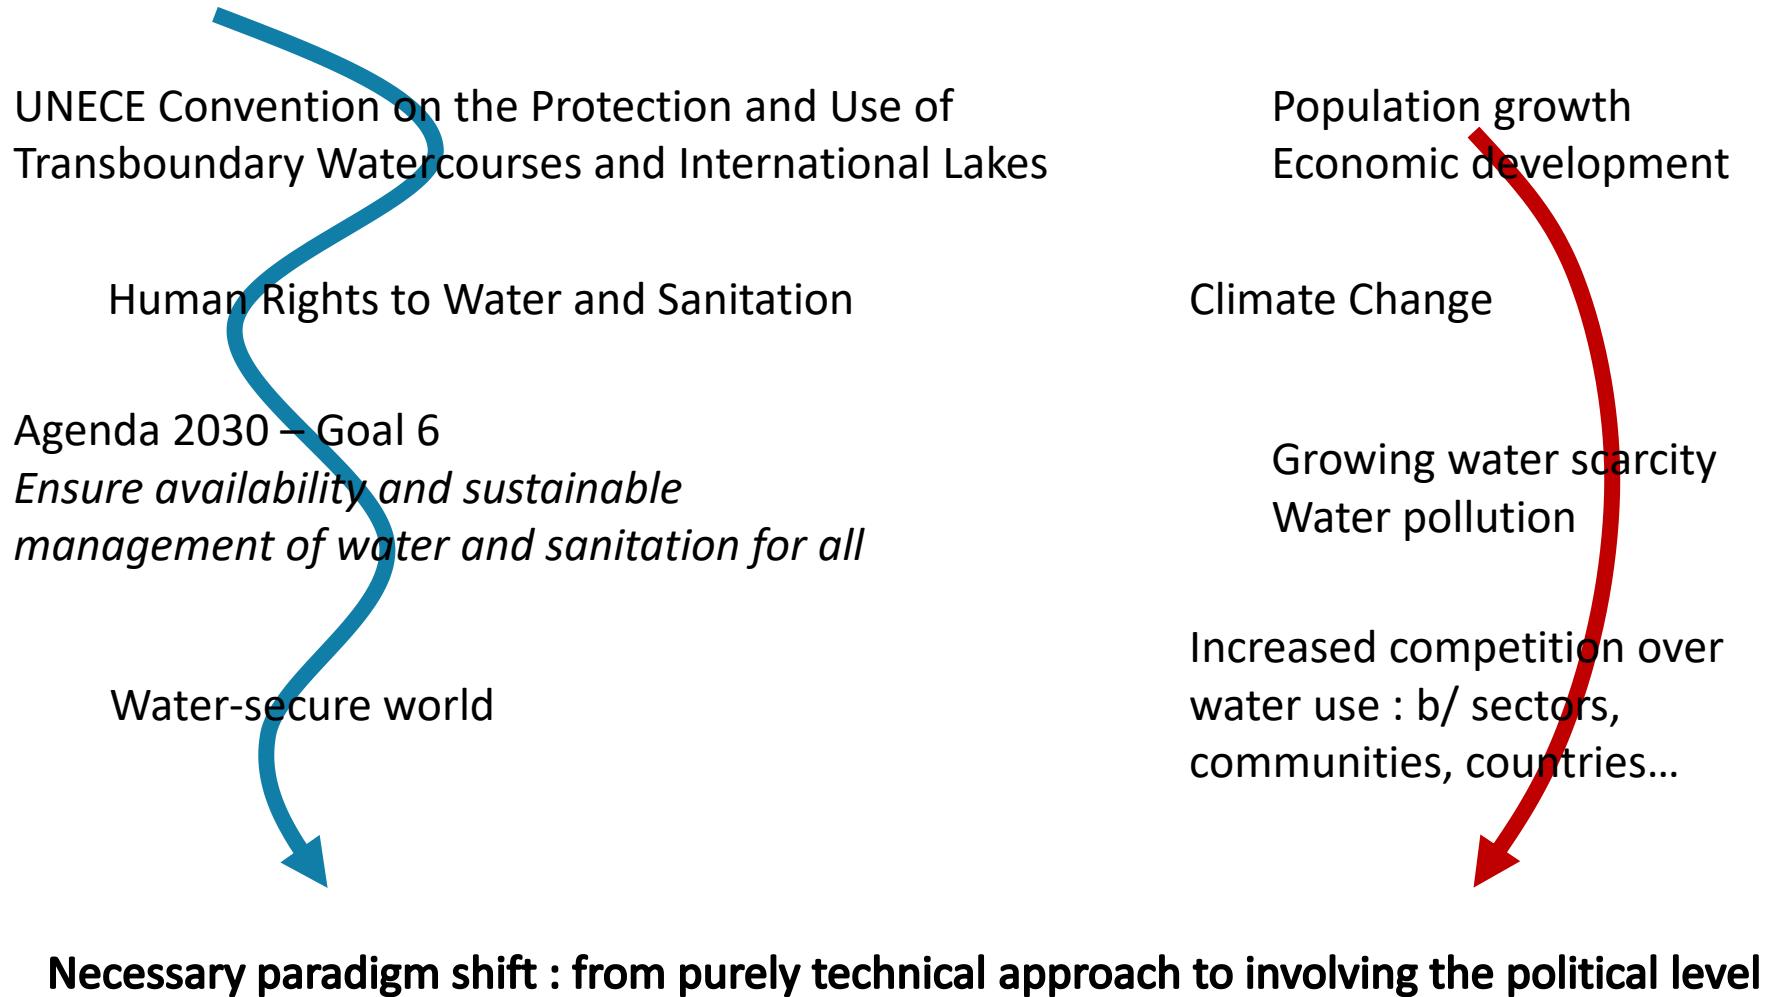 UNECE Convention on the Protection and Use of
Transboundary Watercourses and International Lakes
Human Rights to Water and Sanitation
Agenda 2030 – Goal 6
Ensure availability and sustainable
management of water and sanitation for all
Water-secure world
Population growth
Economic development
Climate Change
Growing water scarcity
Water pollution
Increased competition over
water use : b/ sectors,
communities, countries…
Necessary paradigm shift : from purely technical approach to involving the political level